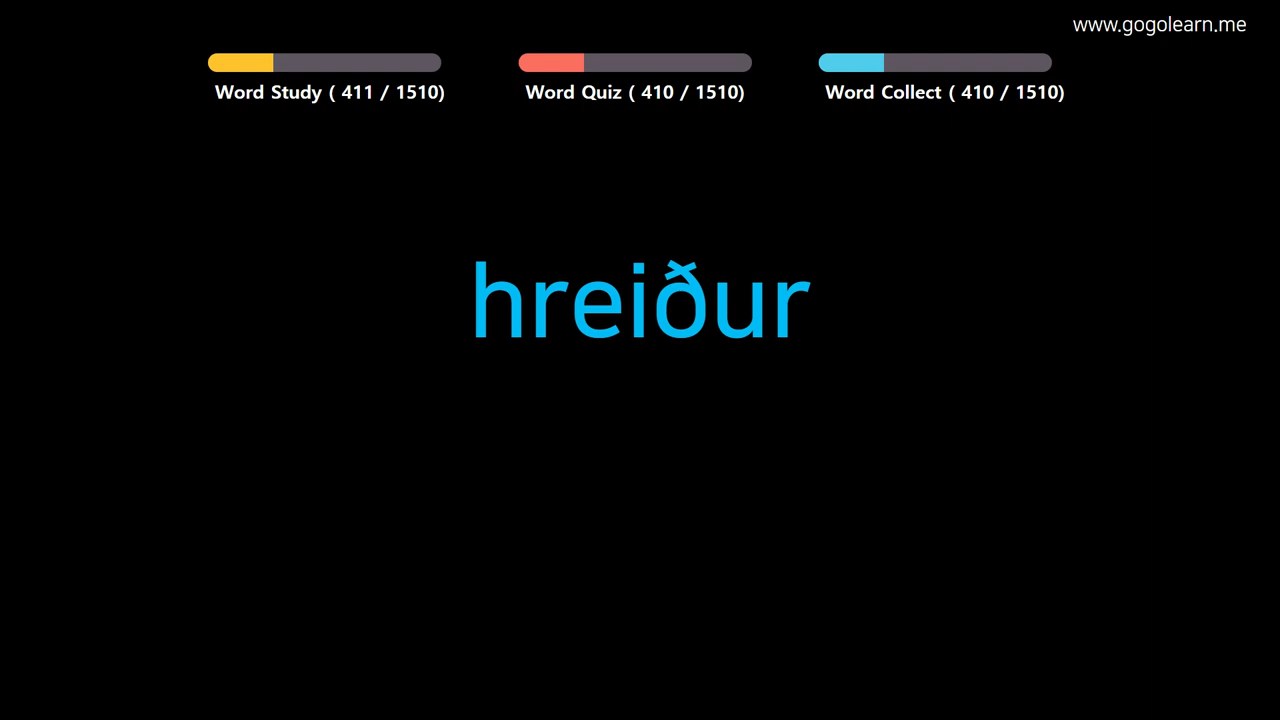 www.gogolearn.me
Word Study ( 411 / 1510)
Word Quiz ( 410 / 1510)
Word Collect ( 410 / 1510)
hreiður